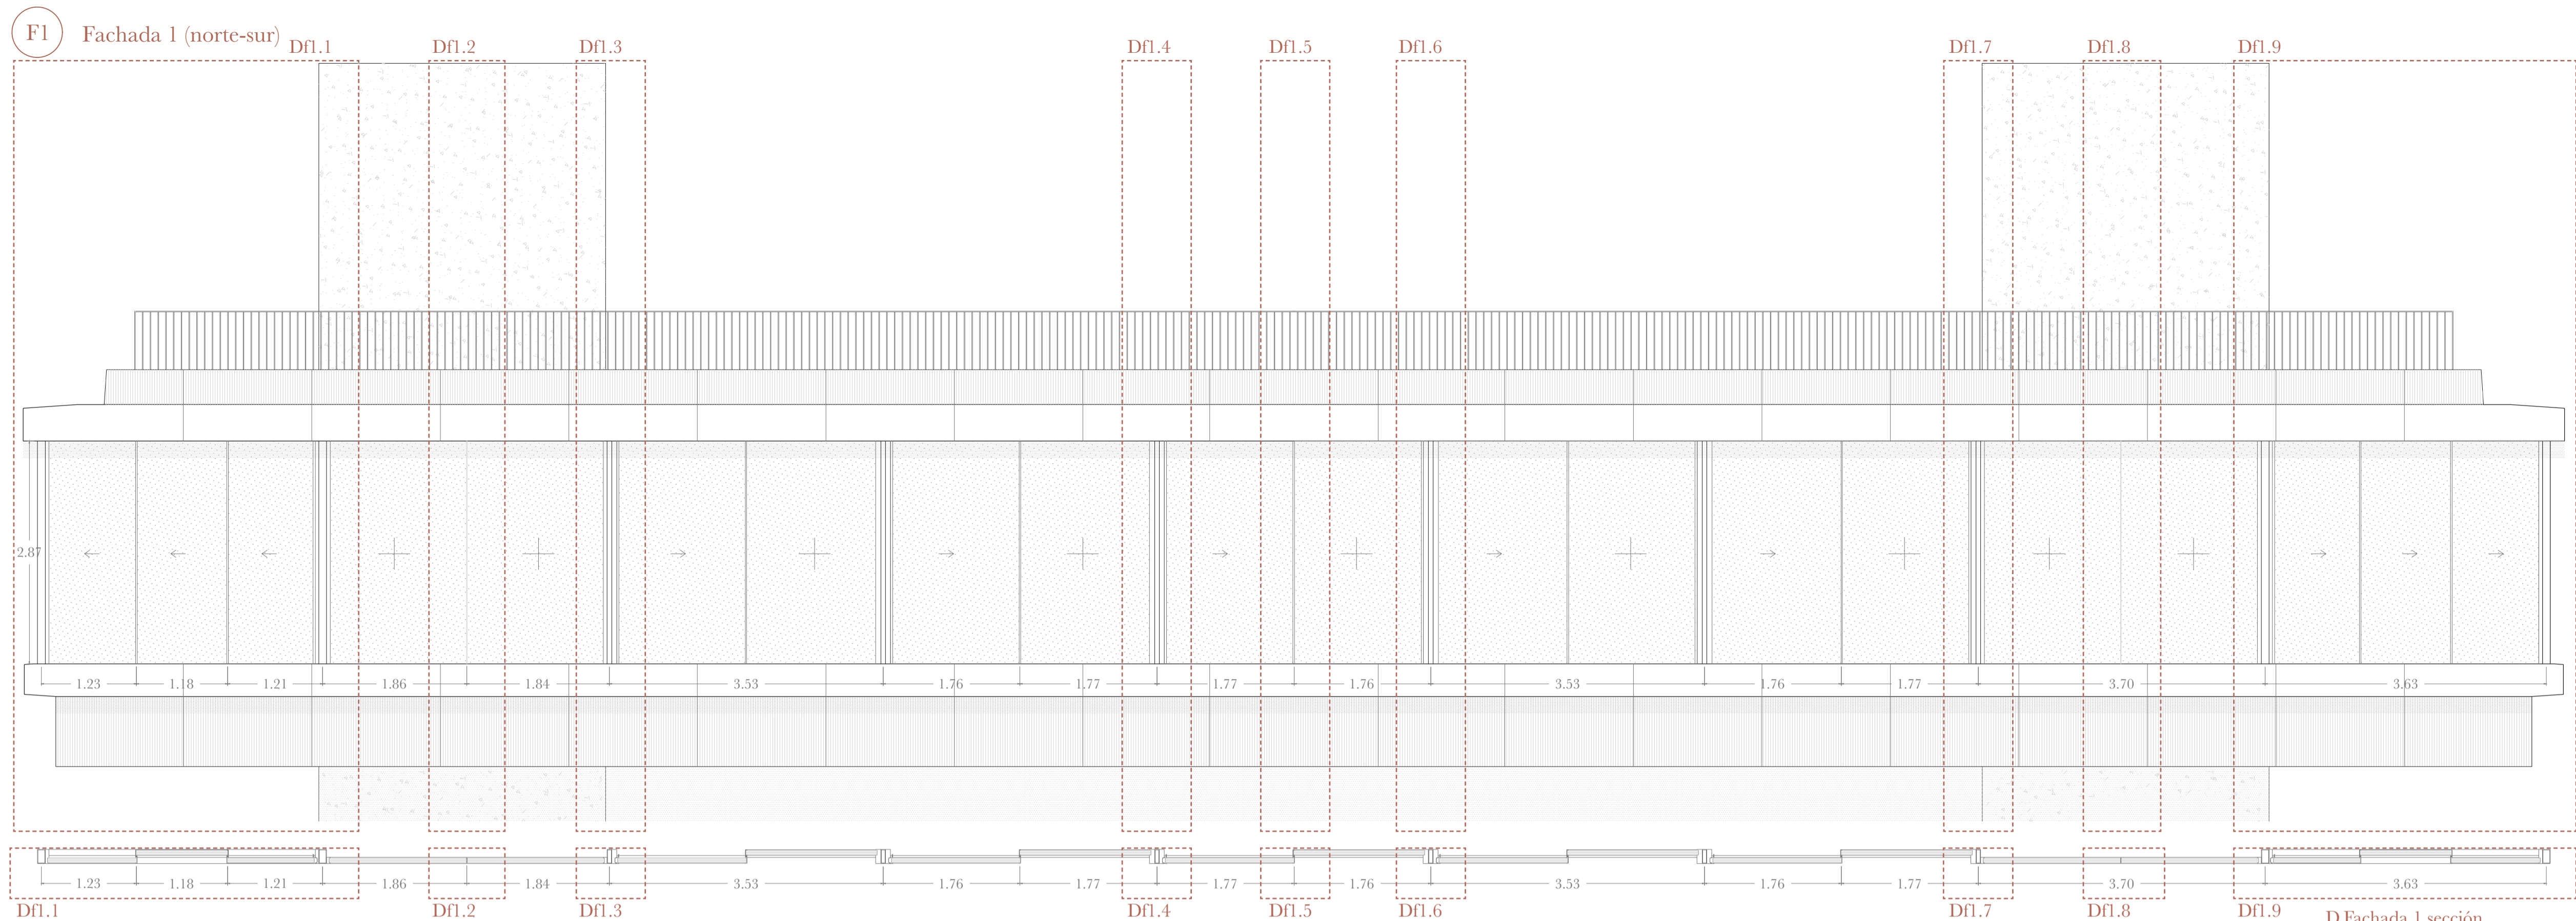 F1 Fachada 1 (norte-sur)
Df1.1 Df1.2 Df1.3 Df1.4 Df1.5 Df1.6 Df1.7 Df1.8 Df1.9
2.87
1.23 1.18 1.21 1.86 1.84 3.53 1.76 1.77 1.77 1.76 3.53 1.76 1.77 3.70 3.63
1.23 1.18 1.21 1.86 1.84 3.53 1.76 1.77 1.77 1.76 3.53 1.76 1.77 3.70 3.63
Df1.1 Df1.2 Df1.3 Df1.4 Df1.5 Df1.6 Df1.7 Df1.8 Df1.9
D Fachada 1 sección